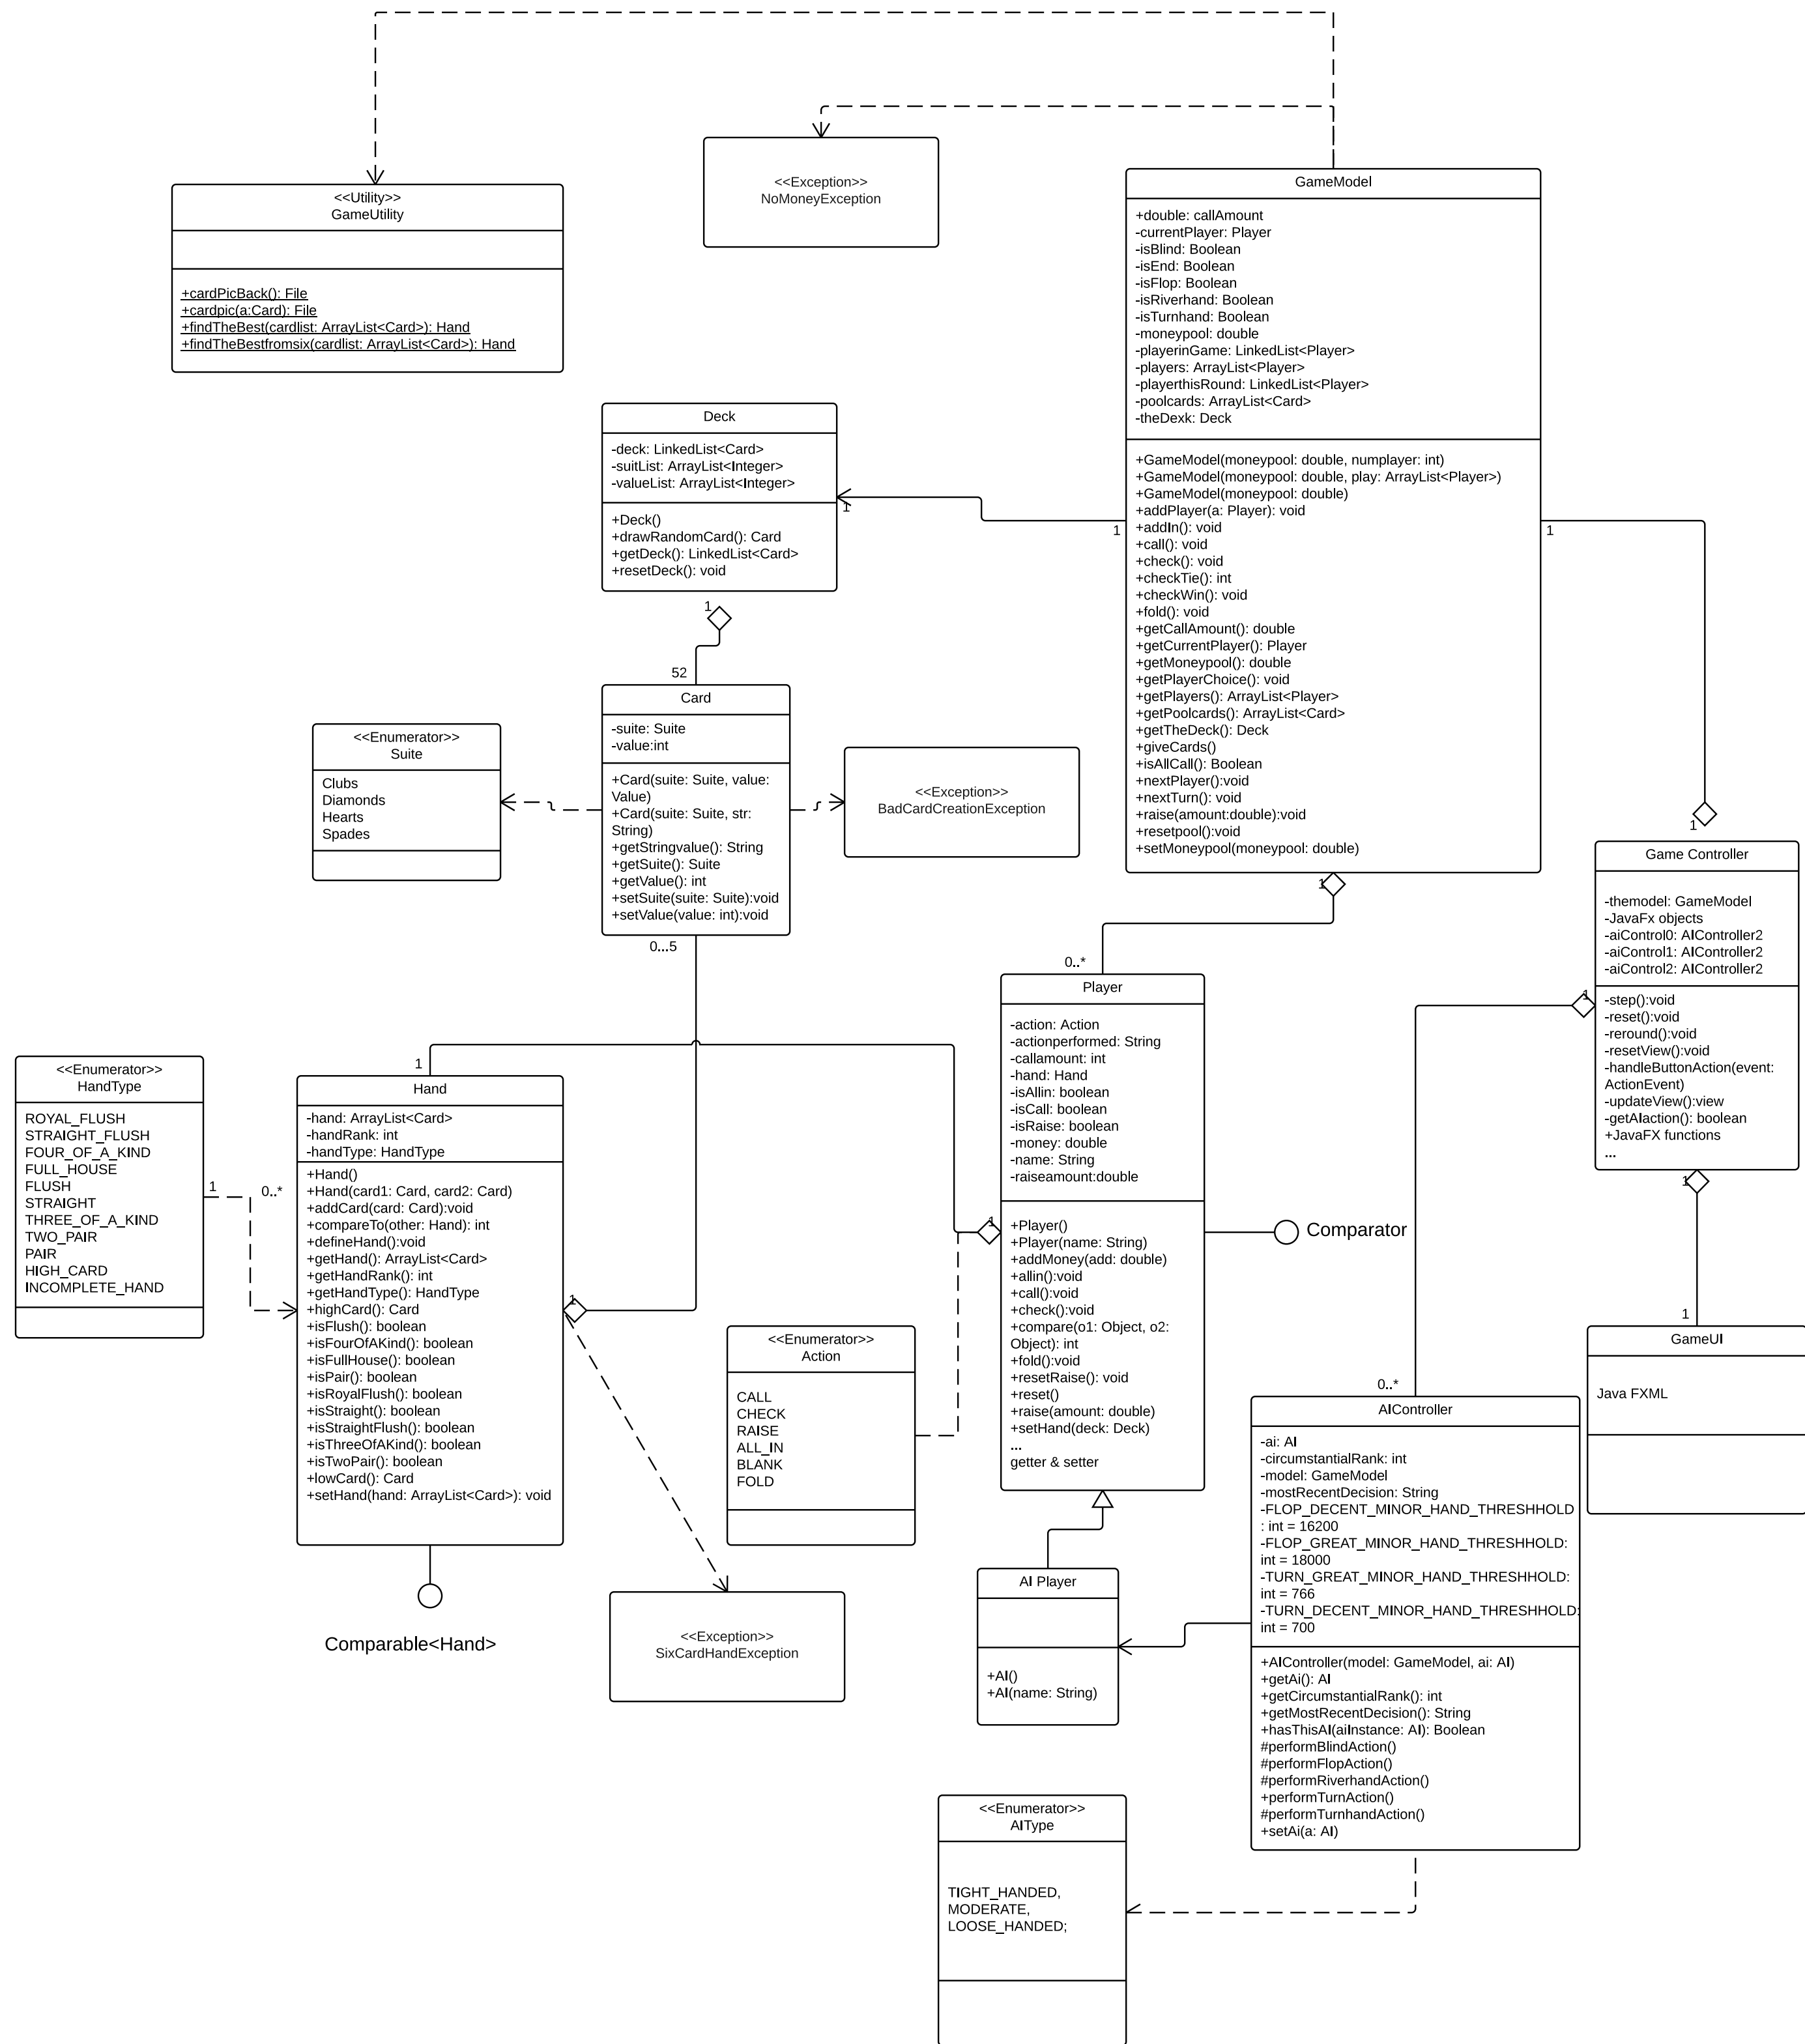 <<Utility>>
GameUtility
+cardPicBack(): File
+cardpic(a:Card): File
+findTheBest(cardlist: ArrayList<Card>): Hand
+findTheBestfromsix(cardlist: ArrayList<Card>): Hand
<<Exception>>
NoMoneyException
GameModel
+double: callAmount
-currentPlayer: Player
-isBlind: Boolean
-isEnd: Boolean
-isFlop: Boolean
-isRiverhand: Boolean
-isTurnhand: Boolean
-moneypool: double
-playerinGame: LinkedList<Player>
-players: ArrayList<Player>
-playerthisRound: LinkedList<Player>
-poolcards: ArrayList<Card>
-theDexk: Deck
+GameModel(moneypool: double, numplayer: int)
+GameModel(moneypool: double, play: ArrayList<Player>)
+GameModel(moneypool: double)
+addPlayer(a: Player): void
+addIn(): void
+call(): void
+check(): void
+checkTie(): int
+checkWin(): void
+fold(): void
+getCallAmount(): double
+getCurrentPlayer(): Player
+getMoneypool(): double
+getPlayerChoice(): void
+getPlayers(): ArrayList<Player>
+getPoolcards(): ArrayList<Card>
+getTheDeck(): Deck
+giveCards()
+isAllCall(): Boolean
+nextPlayer():void
+nextTurn(): void
+raise(amount:double):void
+resetpool():void
+setMoneypool(moneypool: double)
Deck
-deck: LinkedList<Card>
-suitList: ArrayList<Integer>
-valueList: ArrayList<Integer>
+Deck()
+drawRandomCard(): Card
+getDeck(): LinkedList<Card>
+resetDeck(): void
1
1
1
1
1
52
Card
-suite: Suite
-value:int
+Card(suite: Suite, value:
Value)
+Card(suite: Suite, str:
String)
+getStringvalue(): String
+getSuite(): Suite
+getValue(): int
+setSuite(suite: Suite):void
+setValue(value: int):void
0...5
<<Enumerator>>
Suite
Clubs
Diamonds
Hearts
Spades
<<Exception>>
BadCardCreationException
1
0..*
Game Controller
-themodel: GameModel
-JavaFx objects
-aiControl0: AIController2
-aiControl1: AIController2
-aiControl2: AIController2
-step():void
-reset():void
-reround():void
-resetView():void
-handleButtonAction(event:
ActionEvent)
-updateView():view
-getAIaction(): boolean
+JavaFX functions
...
1
1
1
0..*
Player
-action: Action
-actionperformed: String
-callamount: int
-hand: Hand
-isAllin: boolean
-isCall: boolean
-isRaise: boolean
-money: double
-name: String
-raiseamount:double
+Player()
+Player(name: String)
+addMoney(add: double)
+allin():void
+call():void
+check():void
+compare(o1: Object, o2:
Object): int
+fold():void
+resetRaise(): void
+reset()
+raise(amount: double)
+setHand(deck: Deck)
...
getter & setter
1
Comparator
<<Enumerator>>
HandType
ROYAL_FLUSH
STRAIGHT_FLUSH
FOUR_OF_A_KIND
FULL_HOUSE
FLUSH
STRAIGHT
THREE_OF_A_KIND
TWO_PAIR
PAIR
HIGH_CARD
INCOMPLETE_HAND
1
0..*
1
Hand
-hand: ArrayList<Card>
-handRank: int
-handType: HandType
+Hand()
+Hand(card1: Card, card2: Card)
+addCard(card: Card):void
+compareTo(other: Hand): int
+defineHand():void
+getHand(): ArrayList<Card>
+getHandRank(): int
+getHandType(): HandType
+highCard(): Card
+isFlush(): boolean
+isFourOfAKind(): boolean
+isFullHouse(): boolean
+isPair(): boolean
+isRoyalFlush(): boolean
+isStraight(): boolean
+isStraightFlush(): boolean
+isThreeOfAKind(): boolean
+isTwoPair(): boolean
+lowCard(): Card
+setHand(hand: ArrayList<Card>): void
1
Comparable<Hand>
<<Enumerator>>
Action
CALL
CHECK
RAISE
ALL_IN
BLANK
FOLD
<<Exception>>
SixCardHandException
AI Player
+AI()
+AI(name: String)
GameUI
Java FXML
AIController
-ai: AI
-circumstantialRank: int
-model: GameModel
-mostRecentDecision: String
-FLOP_DECENT_MINOR_HAND_THRESHHOLD
: int = 16200
-FLOP_GREAT_MINOR_HAND_THRESHHOLD:
int = 18000
-TURN_GREAT_MINOR_HAND_THRESHHOLD:
int = 766
-TURN_DECENT_MINOR_HAND_THRESHHOLD:
int = 700
+AIController(model: GameModel, ai: AI)
+getAi(): AI
+getCircumstantialRank(): int
+getMostRecentDecision(): String
+hasThisAI(aiInstance: AI): Boolean
#performBlindAction()
#performFlopAction()
#performRiverhandAction()
+performTurnAction()
#performTurnhandAction()
+setAi(a: AI)
<<Enumerator>>
AIType
TIGHT_HANDED,
MODERATE,
LOOSE_HANDED;